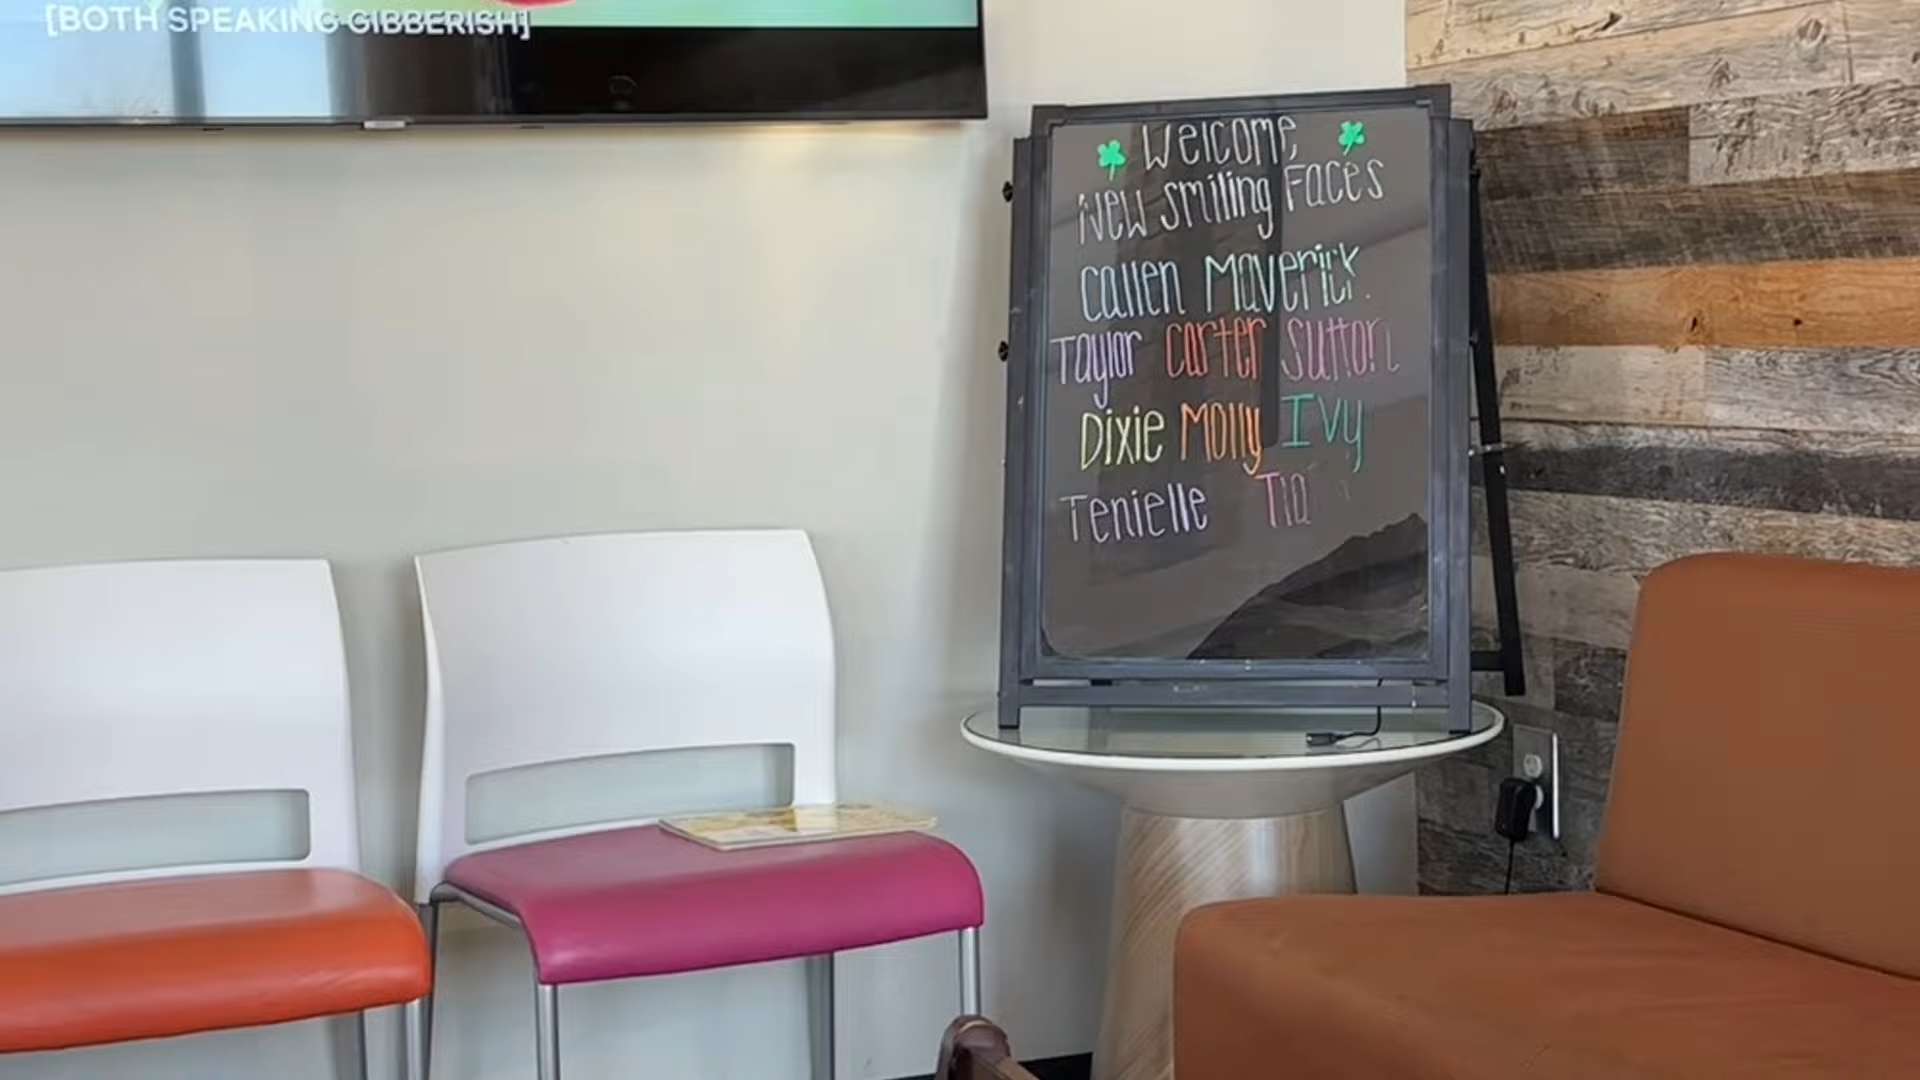 [BOTH SPEAKING GIBBERISH]
Welcome,
New Smiling Faces
Callen Maverick
Taylor Carter Sutton
Dixie Molly Ivy
Tenielle Tia